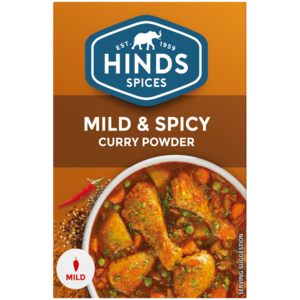 EST. 1959
HINDS
SPICES
MILD & SPICY
CURRY POWDER
MILD
SERVING SUGGESTION